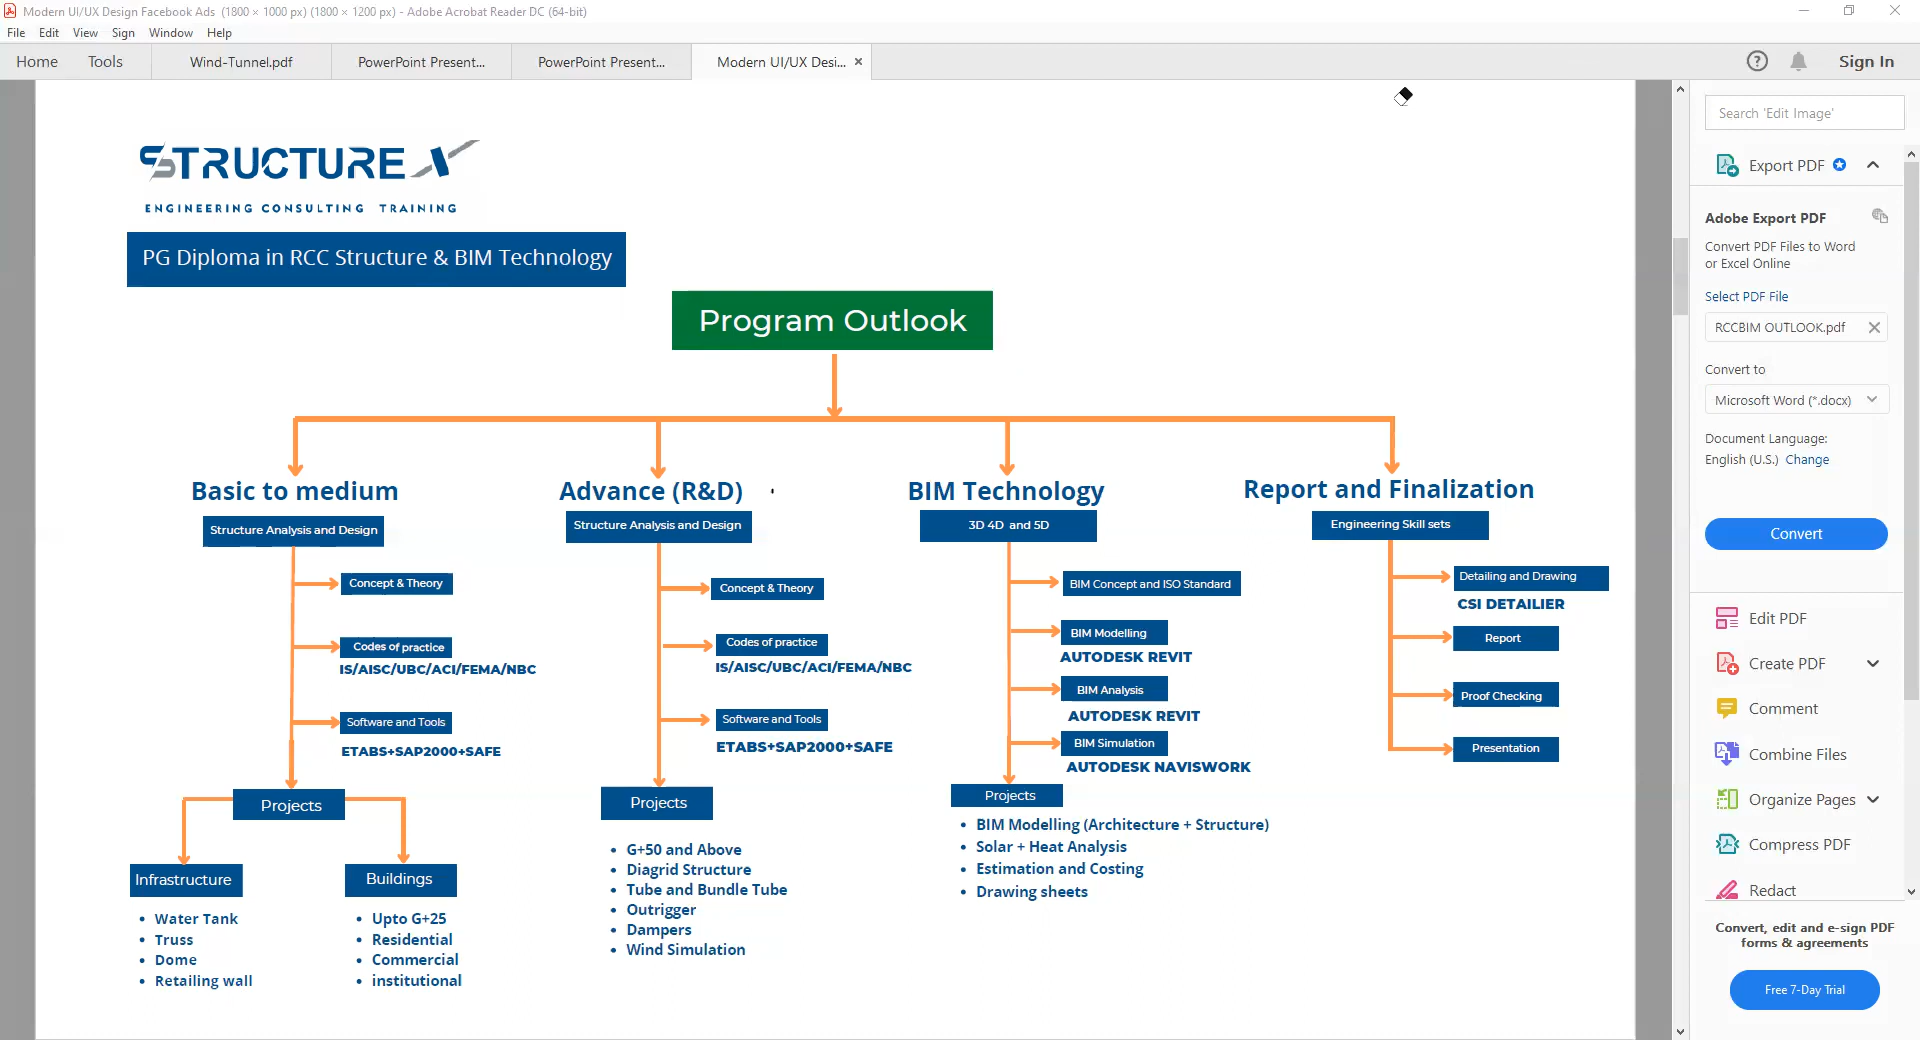 Modern UI/UX Design Facebook Ads (1800 × 1000 px) (1800 × 1200 px) - Adobe Acrobat Reader DC (64-bit)
File Edit View Sign Window Help
Home Tools Wind-Tunnel.pdf PowerPoint Present... PowerPoint Present... Modern UI/UX Desi... × Sign In
Search 'Edit Image'
STRUCTURE X
ENGINEERING CONSULTING TRAINING
PG Diploma in RCC Structure & BIM Technology
Program Outlook
Basic to medium
Structure Analysis and Design
Concept & Theory
Codes of practice
IS/AISC/UBC/ACI/FEMA/NBC
Software and Tools
ETABS+SAP2000+SAFE
Projects
Infrastructure
• Water Tank
• Truss
• Dome
• Retailing wall
Buildings
• Upto G+25
• Residential
• Commercial
• institutional
Advance (R&D)
Structure Analysis and Design
Concept & Theory
Codes of practice
IS/AISC/UBC/ACI/FEMA/NBC
Software and Tools
ETABS+SAP2000+SAFE
Projects
• G+50 and Above
• Diagrid Structure
• Tube and Bundle Tube
• Outrigger
• Dampers
• Wind Simulation
BIM Technology
3D 4D and 5D
BIM Concept and ISO Standard
BIM Modelling
AUTODESK REVIT
BIM Analysis
AUTODESK REVIT
BIM Simulation
AUTODESK NAVISWORK
Projects
• BIM Modelling (Architecture + Structure)
• Solar + Heat Analysis
• Estimation and Costing
• Drawing sheets
Report and Finalization
Engineering Skill sets
Detailing and Drawing
CSI DETAILIER
Report
Proof Checking
Presentation
Export PDF
Adobe Export PDF
Convert PDF Files to Word
or Excel Online
Select PDF File
RCCBIM OUTLOOK.pdf
Convert to
Microsoft Word (*.docx)
Document Language:
English (U.S.) Change
Convert
Edit PDF
Create PDF
Comment
Combine Files
Organize Pages
Compress PDF
Redact
Convert, edit and e-sign PDF
forms & agreements
Free 7-Day Trial